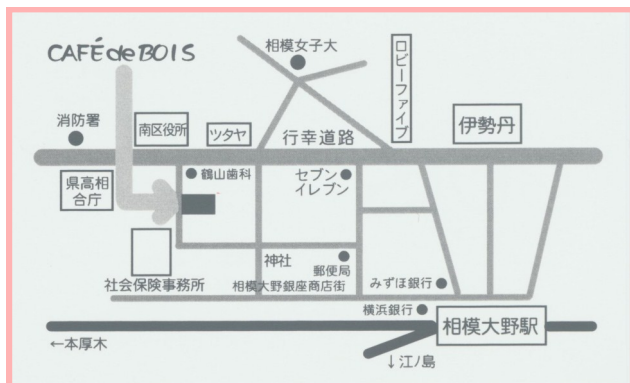 CAFÉ de BOIS
相模女子大
ロビーファイブ
消防署
南区役所
ツタヤ
行幸道路
伊勢丹
県高相
合庁
鶴山歯科
セブン
イレブン
社会保険事務所
神社
郵便局
相模大野銀座商店街
みずほ銀行
横浜銀行
相模大野駅
←本厚木
↓江ノ島